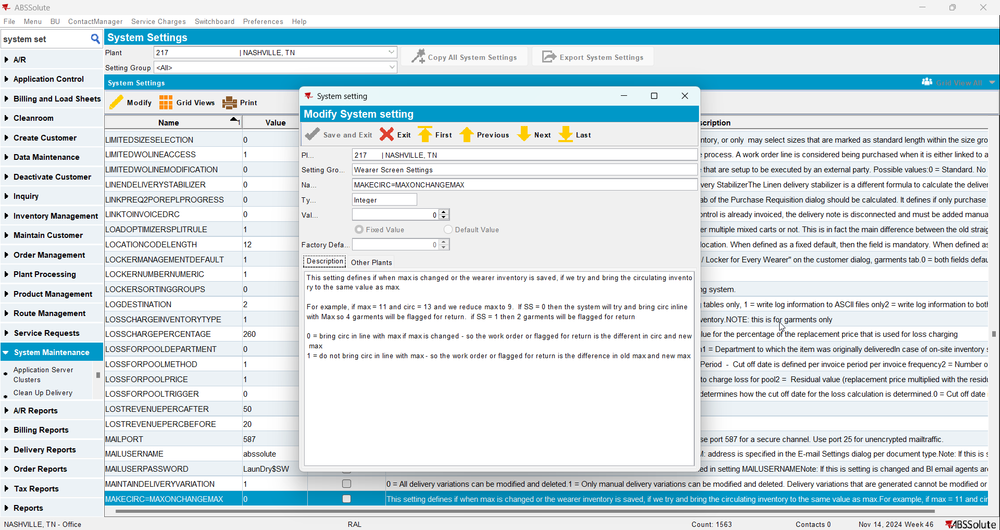 ABSSolute
File Menu BU ContactManager Service Charges Switchboard Preferences Help
system set
System Settings
Plant 217 | NASHVILLE, TN
Setting Group <All>
Copy All System Settings
Export System Settings
System Settings
Grid View All
Modify Grid Views Print
Name 1 Value
scription
LIMITEDSIZESELECTION 0
ntory, or only may select sizes that are marked as standard length within the size gro
LIMITEDWOLINEACCESS 1
process. A work order line is considered being purchased when it is either linked to a
LIMITEDWOLINEMODIFICATION 0
that are setup to be executed by an external party. Possible values:0 = Standard. No
LINENDELIVERYSTABILIZER 0
very StabilizerThe Linen delivery stabilizer is a different formula to calculate the deliver
LINKPREQ2POREPLPROGRESS 0
ab of the Purchase Requisition dialog should be calculated. It defines if only purchase
LINKTOINVOICEDRC 0
ontrol is already invoiced, the delivery note is disconnected and must be added manua
LOADOPTIMIZERSPLITRULE 1
er multiple mixed carts or not. This is in fact the main difference between the old straig
LOCATIONCODELENGTH 12
location. When defined as a fixed default, then the field is mandatory. When defined as
LOCKERMANAGEMENTDEFAULT 1
/ Locker for Every Wearer" on the customer dialog, garments tab.0 = both fields defau
LOCKERNUMBERNUMERIC 1
LOCKERSORTINGGROUPS 0
ng system.
LOGDESTINATION 2
tables only, 1 = write log information to ASCII files only2 = write log information to both
LOSSCHARGEINVENTORYTYPE 1
ventory.NOTE: this is for garments only
LOSSCHARGEPERCENTAGE 260
lue for the percentage of the replacement price that is used for loss charging
LOSSFORPOOLDEPARTMENT 0
1 = Department to which the item was originally deliveredIn case of on-site inventory s
LOSSFORPOOLMETHOD 1
Period - Cut off date is defined per invoice period per invoice frequency2 = Number o
LOSSFORPOOLPRICE 1
to charge loss for pool2 = Residual value (replacement price multiplied with the residu
LOSSFORPOOLTRIGGER 0
determines how the cut off date for the loss calculation is determined.0 = Cut off date
LOSTREVENUEPERCAFTER 50
LOSTREVENUEPERCBEFORE 20
MAILPORT 587
se port 587 for a secure channel. Use port 25 for unencrypted mailtraffic.
MAILUSERNAME abssolute
M: address is specified in the E-mail Settings dialog per document type.Note: If this is s
MAILUSERPASSWORD LaunDry$SW
ed in setting MAILUSERNAMENote: If this is setting is changed and BI email agents are
MAINTAINDELIVERYVARIATION 1 0 = All delivery variations can be modified and deleted.1 = Only manual delivery variations can be modified and deleted. Delivery variations that are generated cannot be modified or
MAKECIRC=MAXONCHANGEMAX 0 This setting defines if when max is changed or the wearer inventory is saved, if we try and bring the circulating inventory to the same value as max.For example, if max = 11 and cir
System setting
Modify System setting
Save and Exit Exit First Previous Next Last
Pl... 217 | NASHVILLE, TN
Setting Gro... Wearer Screen Settings
Na... MAKECIRC=MAXONCHANGEMAX
Ty... Integer
Val... 0
Fixed Value Default Value
Factory Defa... 0
Description Other Plants
This setting defines if when max is changed or the wearer inventory is saved, if we try and bring the circulating invento
ry to the same value as max.
For example, if max = 11 and circ = 13 and we reduce max to 9. If SS = 0 then the system will try and bring circ inline
with Max so 4 garments will be flagged for return. if SS = 1 then 2 garments will be flagged for return
0 = bring circ in line with max if max is changed - so the work order or flagged for return is the different in circ and new
max
1 = do not bring circ in line with max - so the work order or flagged for return is the difference in old max and new max
A/R
Application Control
Billing and Load Sheets
Cleanroom
Create Customer
Data Maintenance
Deactivate Customer
Inquiry
Inventory Management
Maintain Customer
Order Management
Plant Processing
Product Management
Route Management
Service Requests
System Maintenance
Application Server
Clusters
Clean Up Delivery
A/R Reports
Billing Reports
Delivery Reports
Order Reports
Tax Reports
Reports
NASHVILLE, TN - Office RAL Count: 1563 Contacts 0 Nov 14, 2024 Week 46 ABSSolute